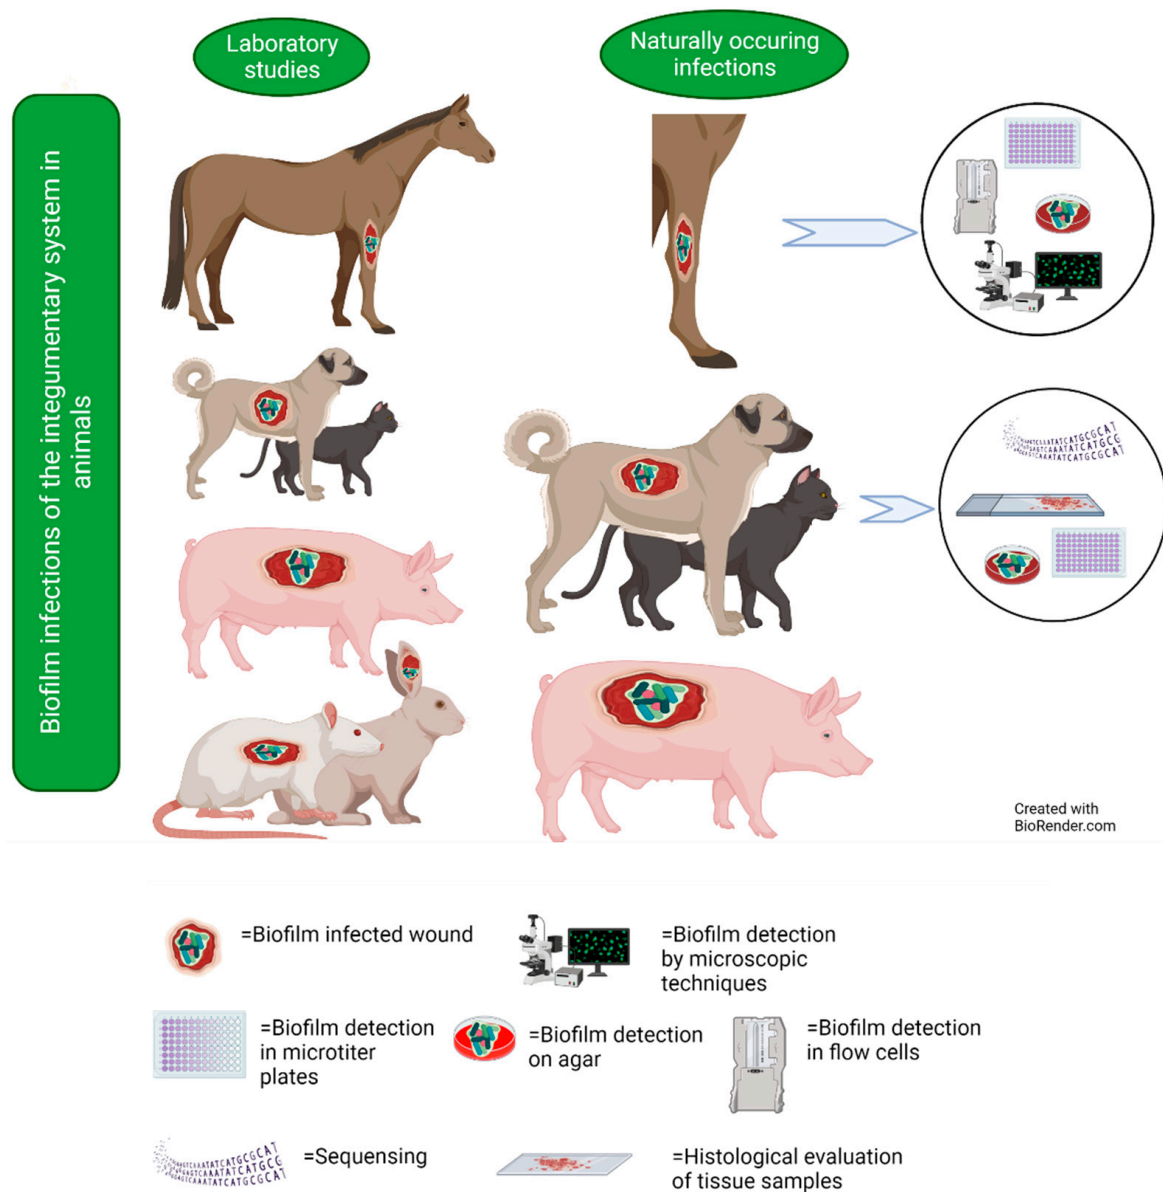 Laboratory
studies
Naturally occuring
infections
Biofilm infections of the integumentary system in
animals
Created with
BioRender.com
=Biofilm infected wound
=Biofilm detection
by microscopic
techniques
=Biofilm detection
in microtiter
plates
=Biofilm detection
on agar
=Biofilm detection
in flow cells
=Sequensing
=Histological evaluation
of tissue samples